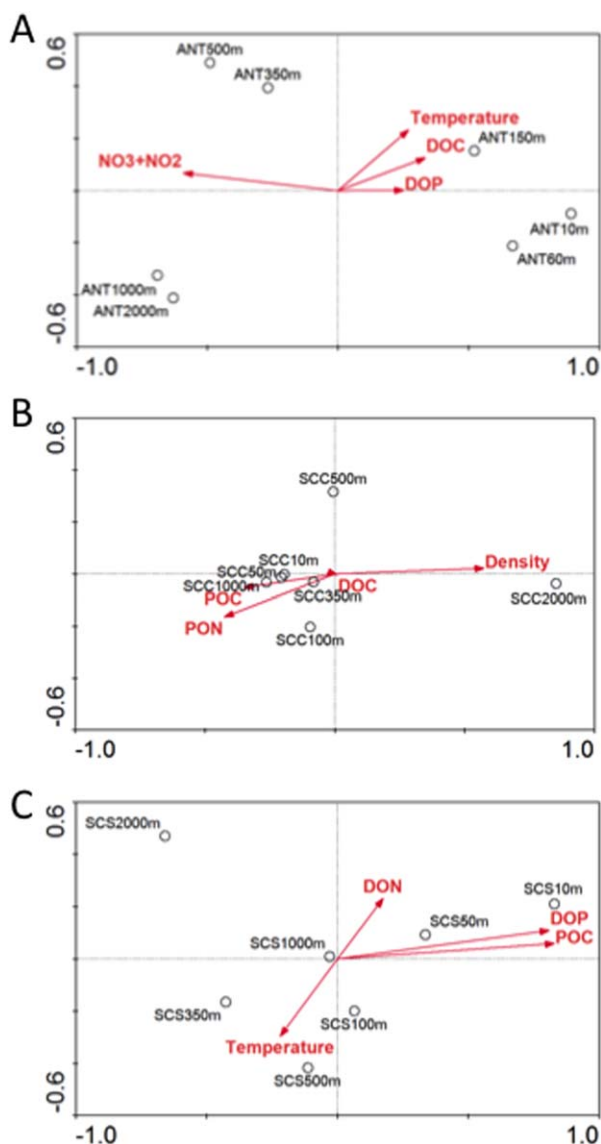 A
0.6
ANT500m
ANT350m
Temperature
NO3+NO2
DOC
ANT150m
DOP
ANT10m
ANT60m
ANT1000m
ANT2000m
-0.6
-1.0
1.0
B
0.6
SCC500m
SCC10m
SCC50m
Density
SCC1000m
DOC
POC
SCC350m
SCC2000m
PON
SCC100m
-0.6
-1.0
1.0
C
0.6
SCS2000m
DON
SCS10m
SCS50m
DOP
SCS1000m
POC
SCS350m
SCS100m
Temperature
SCS500m
-0.6
-1.0
1.0